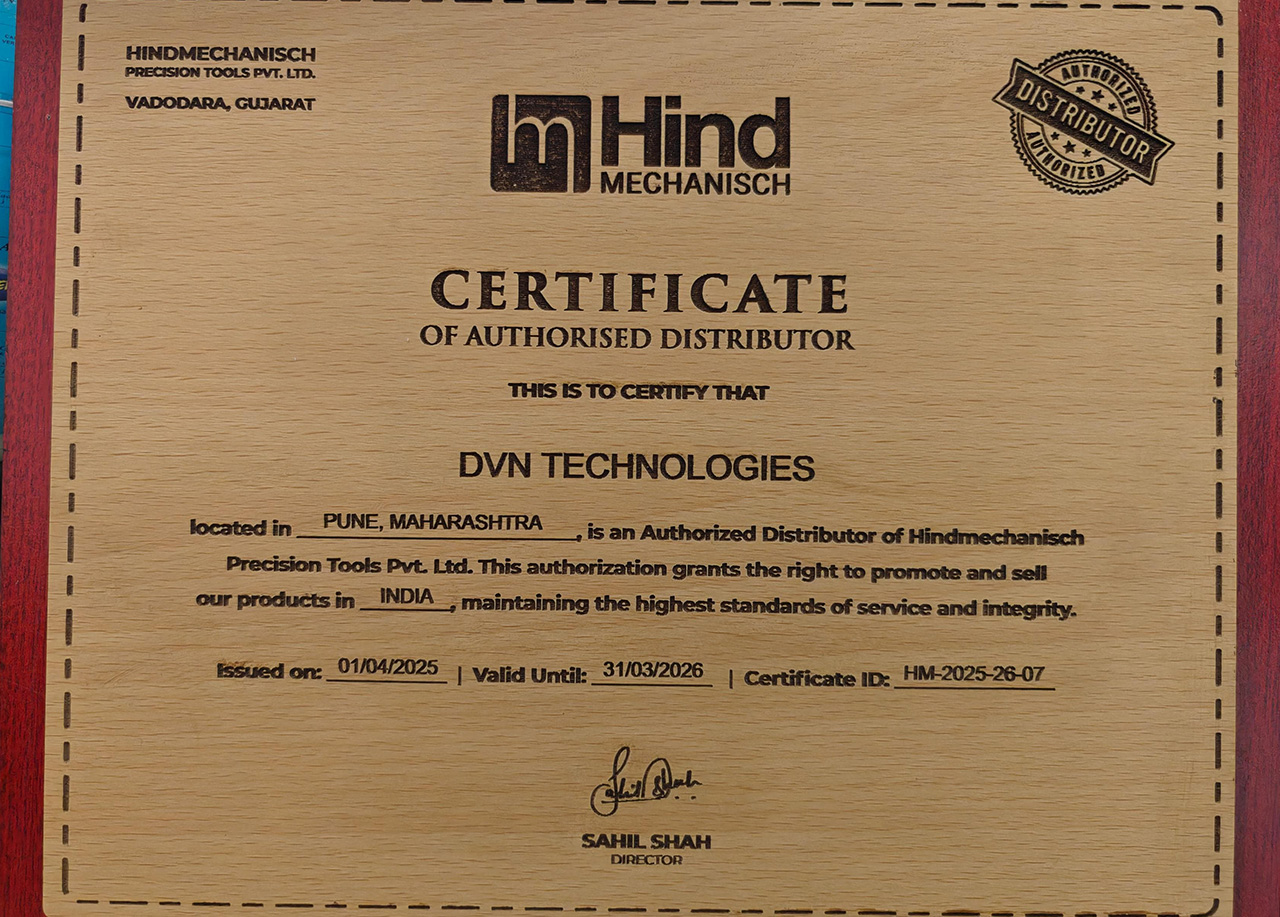 HINDMECHANISCH
PRECISION TOOLS PVT. LTD.
VADODARA, GUJARAT
hm Hind
MECHANISCH
AUTHORIZED
DISTRIBUTOR
AUTHORIZED
CERTIFICATE
OF AUTHORISED DISTRIBUTOR
THIS IS TO CERTIFY THAT
DVN TECHNOLOGIES
located in PUNE, MAHARASHTRA, is an Authorized Distributor of Hindmechanisch
Precision Tools Pvt. Ltd. This authorization grants the right to promote and sell
our products in INDIA, maintaining the highest standards of service and integrity.
Issued on: 01/04/2025 | Valid Until: 31/03/2026 | Certificate ID: HM-2025-26-07
Sahil Shah
SAHIL SHAH
DIRECTOR